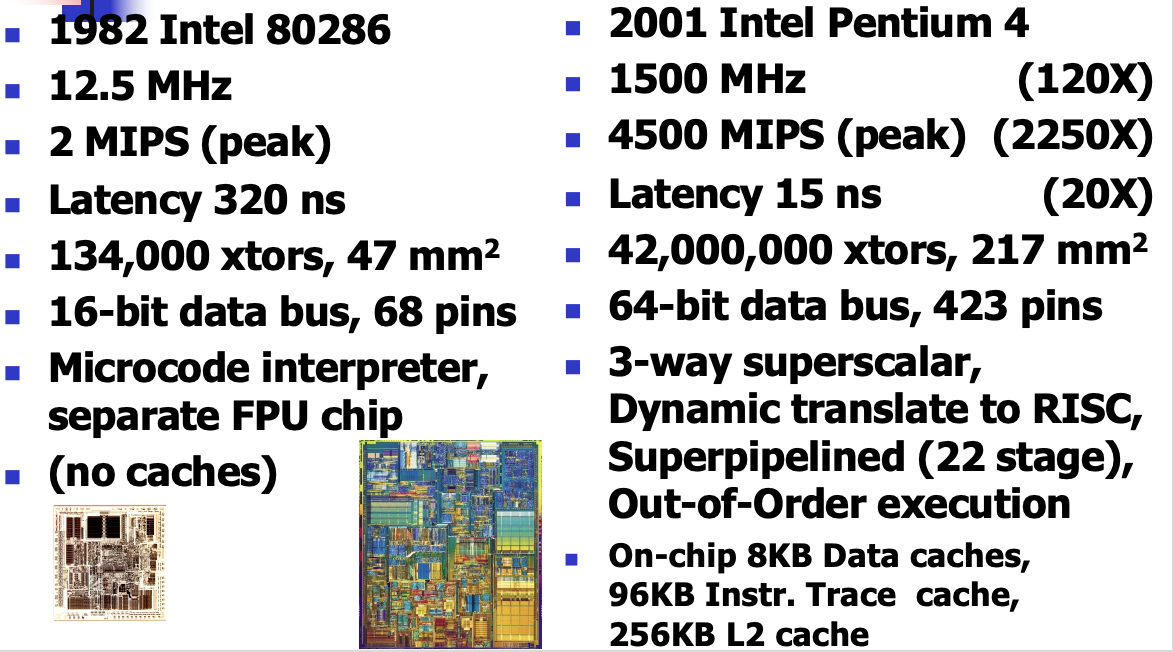 1982 Intel 80286
12.5 MHz
2 MIPS (peak)
Latency 320 ns
134,000 xtors, 47 mm²
16-bit data bus, 68 pins
Microcode interpreter,
separate FPU chip
(no caches)
2001 Intel Pentium 4
1500 MHz (120X)
4500 MIPS (peak) (2250X)
Latency 15 ns (20X)
42,000,000 xtors, 217 mm²
64-bit data bus, 423 pins
3-way superscalar,
Dynamic translate to RISC,
Superpipelined (22 stage),
Out-of-Order execution
On-chip 8KB Data caches,
96KB Instr. Trace cache,
256KB L2 cache